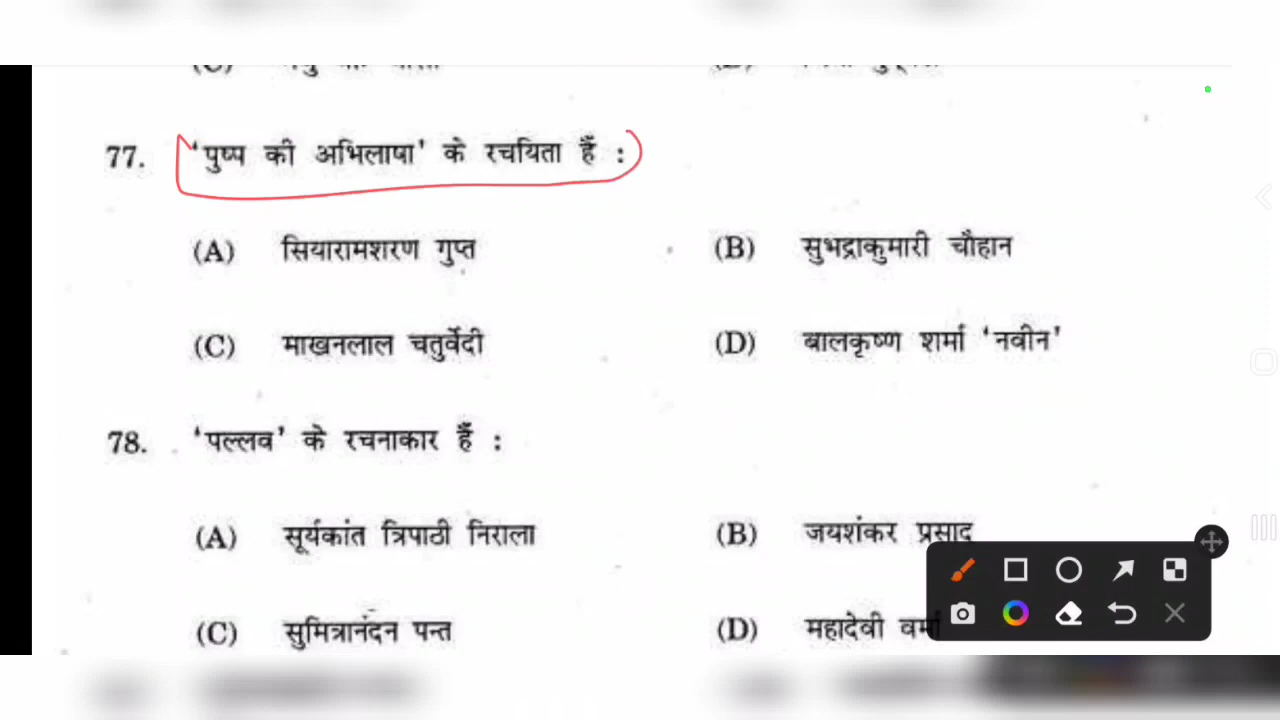 77. 'पुष्प की अभिलाषा' के रचयिता हैं :
(A) सियारामशरण गुप्त (B) सुभद्राकुमारी चौहान
(C) माखनलाल चतुर्वेदी (D) बालकृष्ण शर्मा 'नवीन'
78. 'पल्लव' के रचनाकार हैं :
(A) सूर्यकांत त्रिपाठी निराला (B) जयशंकर प्रसाद
(C) सुमित्रानंदन पन्त (D) महादेवी वर्मा